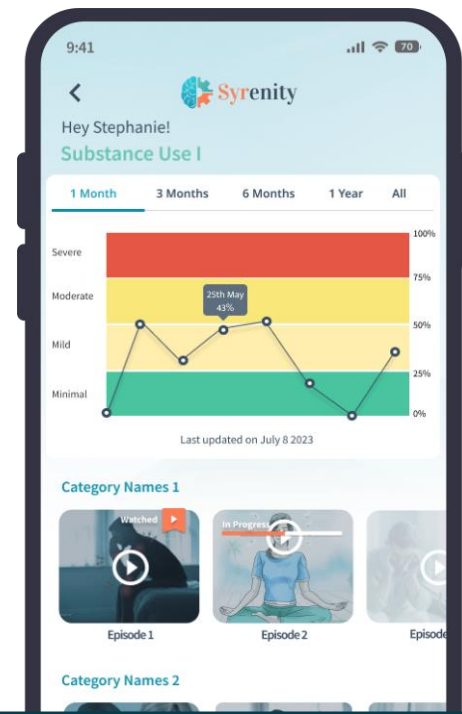 9:41
70
Syrenity
Hey Stephanie!
Substance Use I
1 Month 3 Months 6 Months 1 Year All
100%
Severe
75%
Moderate
25th May
43%
50%
Mild
25%
Minimal
0%
Last updated on July 8 2023
Category Names 1
Watched
In Progress
Episode 1 Episode 2 Episode
Category Names 2